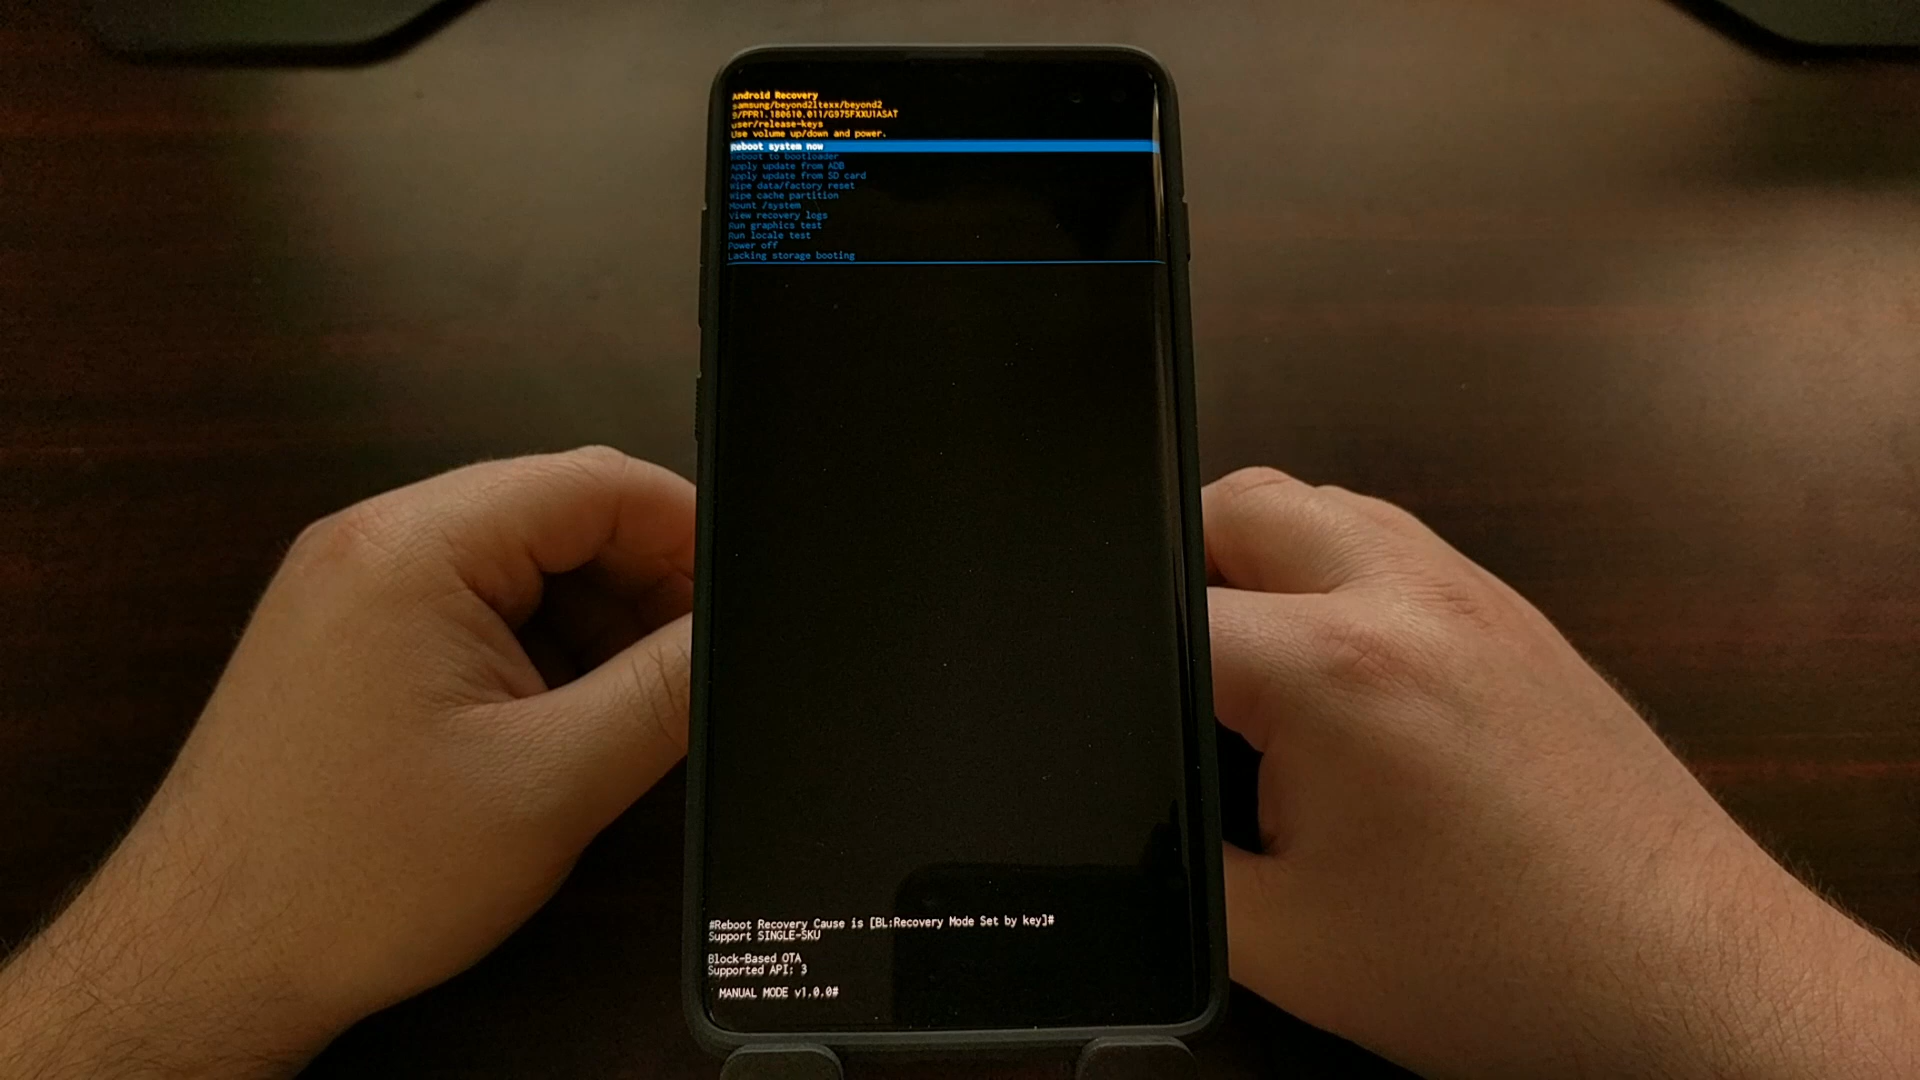 Android Recovery
samsung/beyond2ltexx/beyond2
9/PPR1.180610.011/G975FXXU1ASAT
user/release-keys
Use volume up/down and power.
Reboot system now
Reboot to bootloader
Apply update from ADB
Apply update from SD card
Wipe data/factory reset
Wipe cache partition
Mount /system
View recovery logs
Run graphics test
Run locale test
Power off
Lacking storage booting
#Reboot Recovery Cause is [BL:Recovery Mode Set by key]#
Support SINGLE-SKU
Block-Based OTA
Supported API: 3
MANUAL MODE v1.0.0#